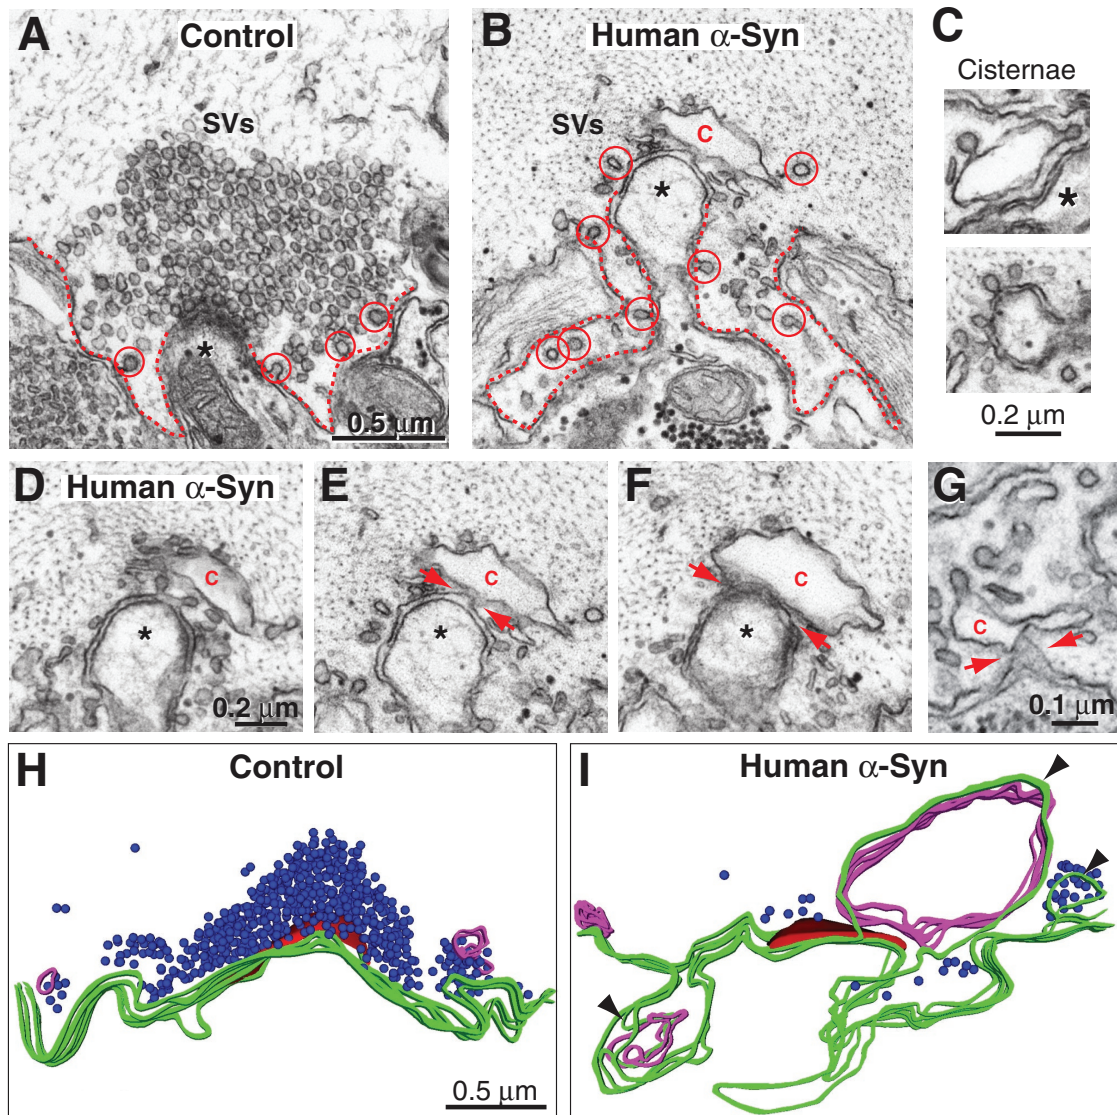 A
Control
SVs
*
0.5 μm
B
Human α-Syn
SVs
C
*
C
Cisternae
*
0.2 μm
D
Human α-Syn
C
*
0.2 μm
E
C
*
F
C
*
G
C
0.1 μm
H
Control
0.5 μm
I
Human α-Syn